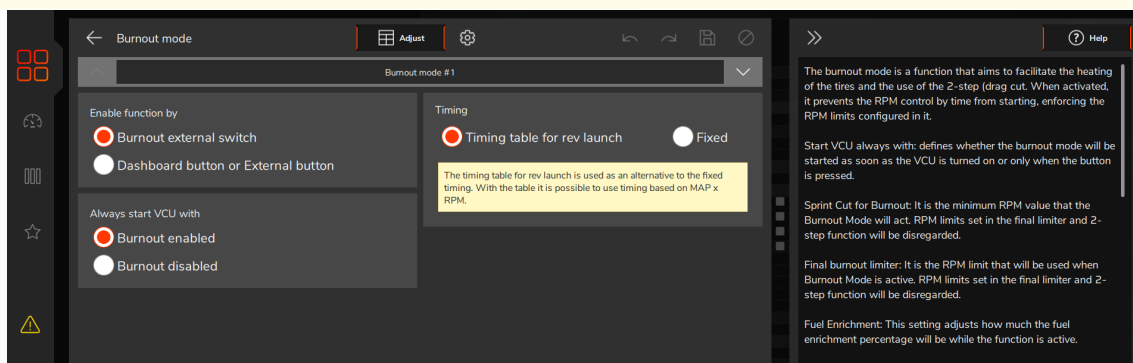 Burnout mode
Adjust
Burnout mode #1
Enable function by
Burnout external switch
Dashboard button or External button
Always start VCU with
Burnout enabled
Burnout disabled
Timing
Timing table for rev launch
Fixed
The timing table for rev launch is used as an alternative to the fixed
timing. With the table it is possible to use timing based on MAP x
RPM.
Help
The burnout mode is a function that aims to facilitate the heating
of the tires and the use of the 2-step (drag cut. When activated,
it prevents the RPM control by time from starting, enforcing the
RPM limits configured in it.
Start VCU always with: defines whether the burnout mode will be
started as soon as the VCU is turned on or only when the button
is pressed.
Sprint Cut for Burnout: It is the minimum RPM value that the
Burnout Mode will act. RPM limits set in the final limiter and 2-
step function will be disregarded.
Final burnout limiter: It is the RPM limit that will be used when
Burnout Mode is active. RPM limits set in the final limiter and 2-
step function will be disregarded.
Fuel Enrichment: This setting adjusts how much the fuel
enrichment percentage will be while the function is active.